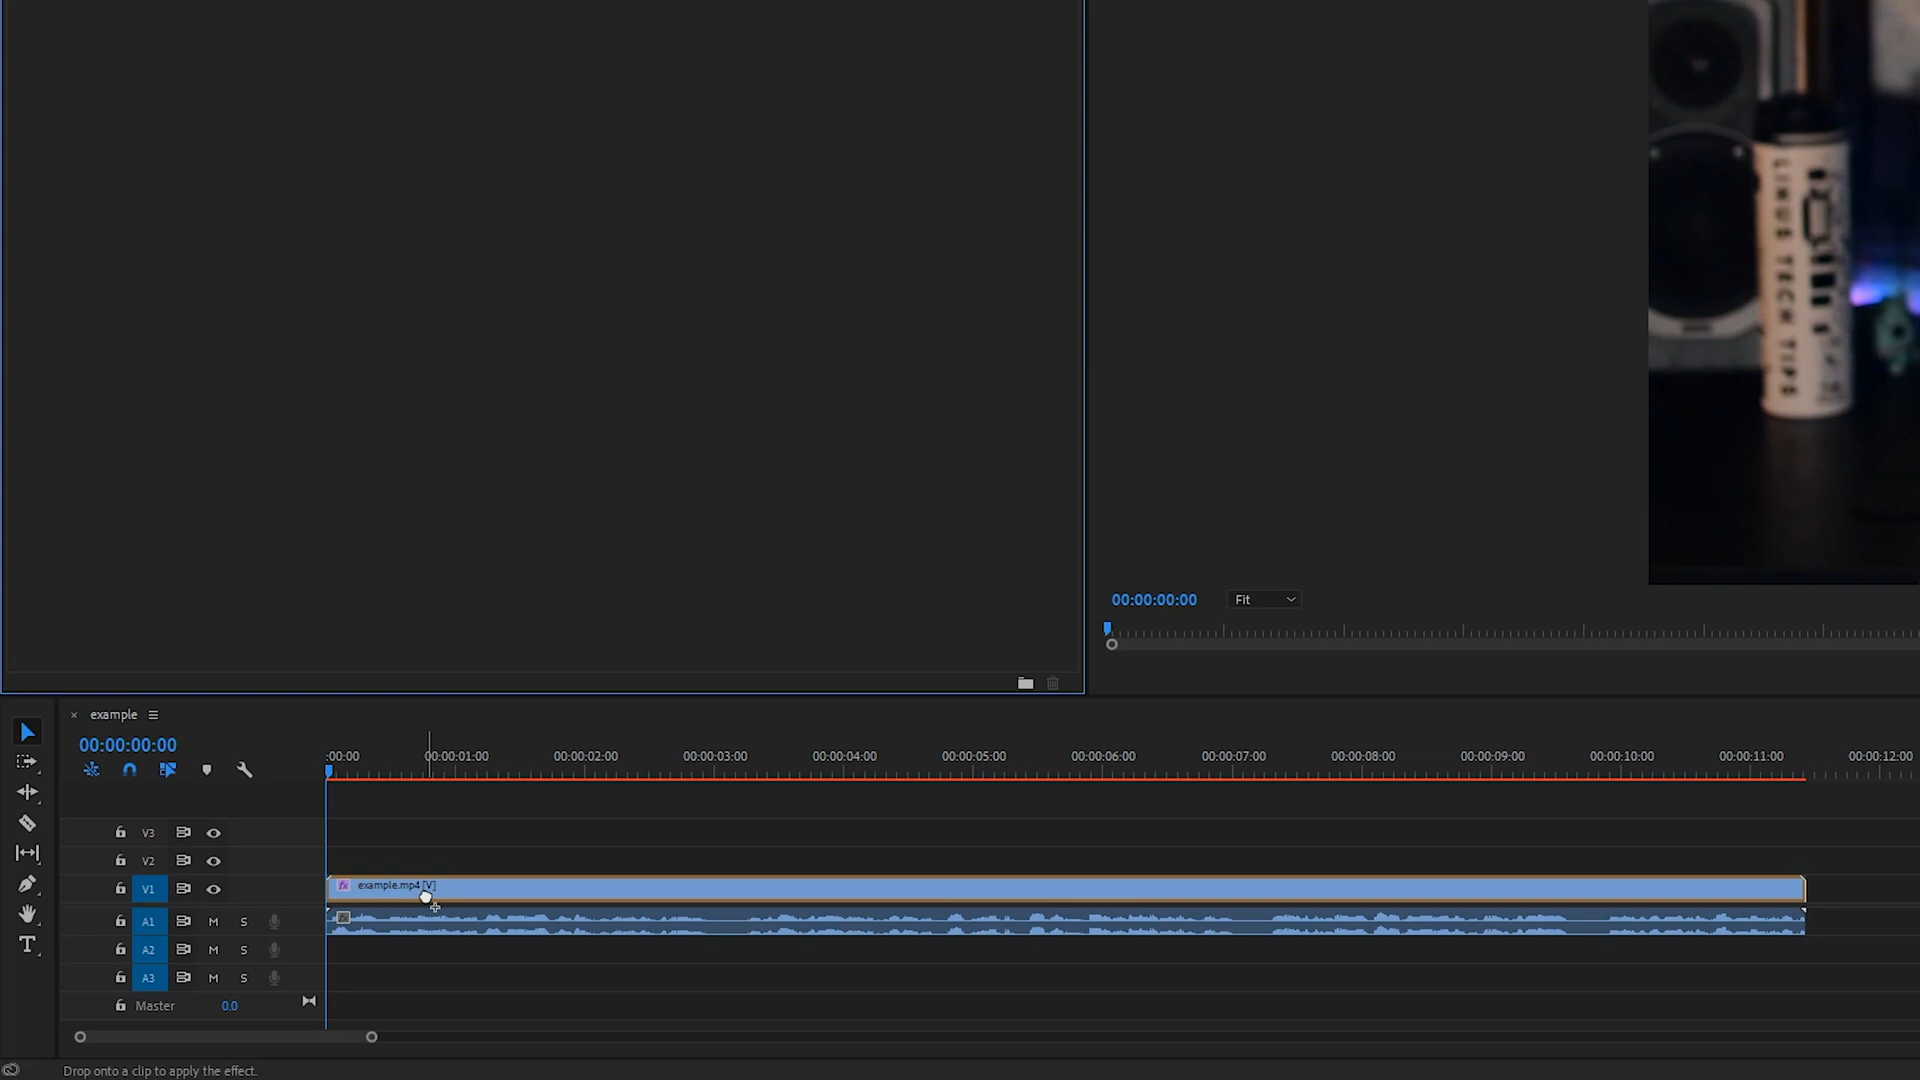 LINUS TECH TIPS
00:00:00:00
Fit
example
00:00:00:00
:00:00
00:00:01:00
00:00:02:00
00:00:03:00
00:00:04:00
00:00:05:00
00:00:06:00
00:00:07:00
00:00:08:00
00:00:09:00
00:00:10:00
00:00:11:00
00:00:12:00
V3
V2
V1
fx example.mp4 [V]
A1 M S
A2 M S
A3 M S
Master 0.0
Drop onto a clip to apply the effect.